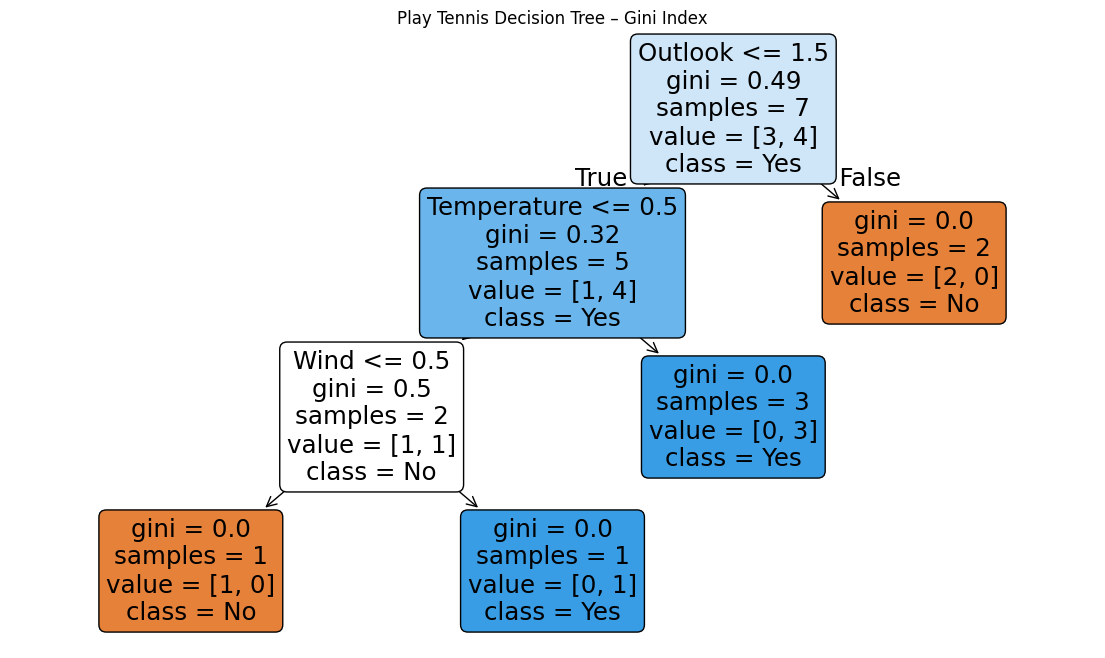 Play Tennis Decision Tree – Gini Index
Outlook <= 1.5
gini = 0.49
samples = 7
value = [3, 4]
class = Yes
True
False
Temperature <= 0.5
gini = 0.32
samples = 5
value = [1, 4]
class = Yes
gini = 0.0
samples = 2
value = [2, 0]
class = No
Wind <= 0.5
gini = 0.5
samples = 2
value = [1, 1]
class = No
gini = 0.0
samples = 3
value = [0, 3]
class = Yes
gini = 0.0
samples = 1
value = [1, 0]
class = No
gini = 0.0
samples = 1
value = [0, 1]
class = Yes